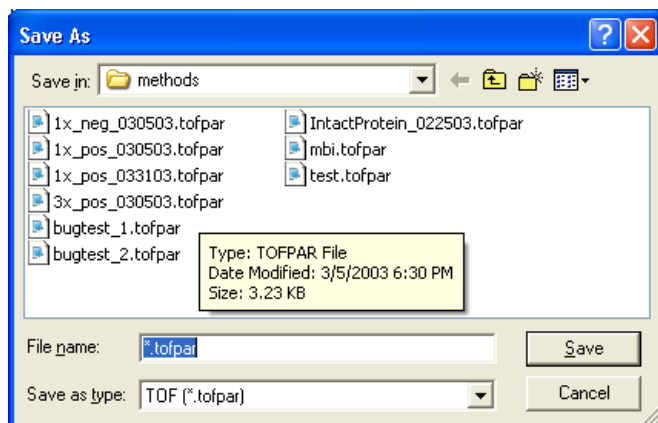 Save As
Save in: methods
1x_neg_030503.tofpar
1x_pos_030503.tofpar
1x_pos_033103.tofpar
3x_pos_030503.tofpar
bugtest_1.tofpar
bugtest_2.tofpar
IntactProtein_022503.tofpar
mbi.tofpar
test.tofpar
Type: TOFPAR File
Date Modified: 3/5/2003 6:30 PM
Size: 3.23 KB
File name: *.tofpar
Save
Save as type: TOF (*.tofpar)
Cancel